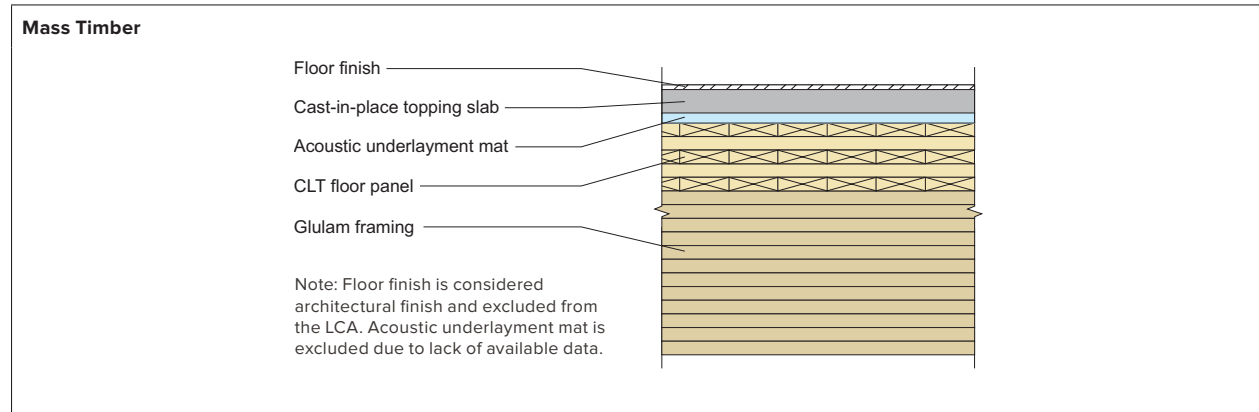 Mass Timber
Floor finish
Cast-in-place topping slab
Acoustic underlayment mat
CLT floor panel
Glulam framing
Note: Floor finish is considered
architectural finish and excluded from
the LCA. Acoustic underlayment mat is
excluded due to lack of available data.